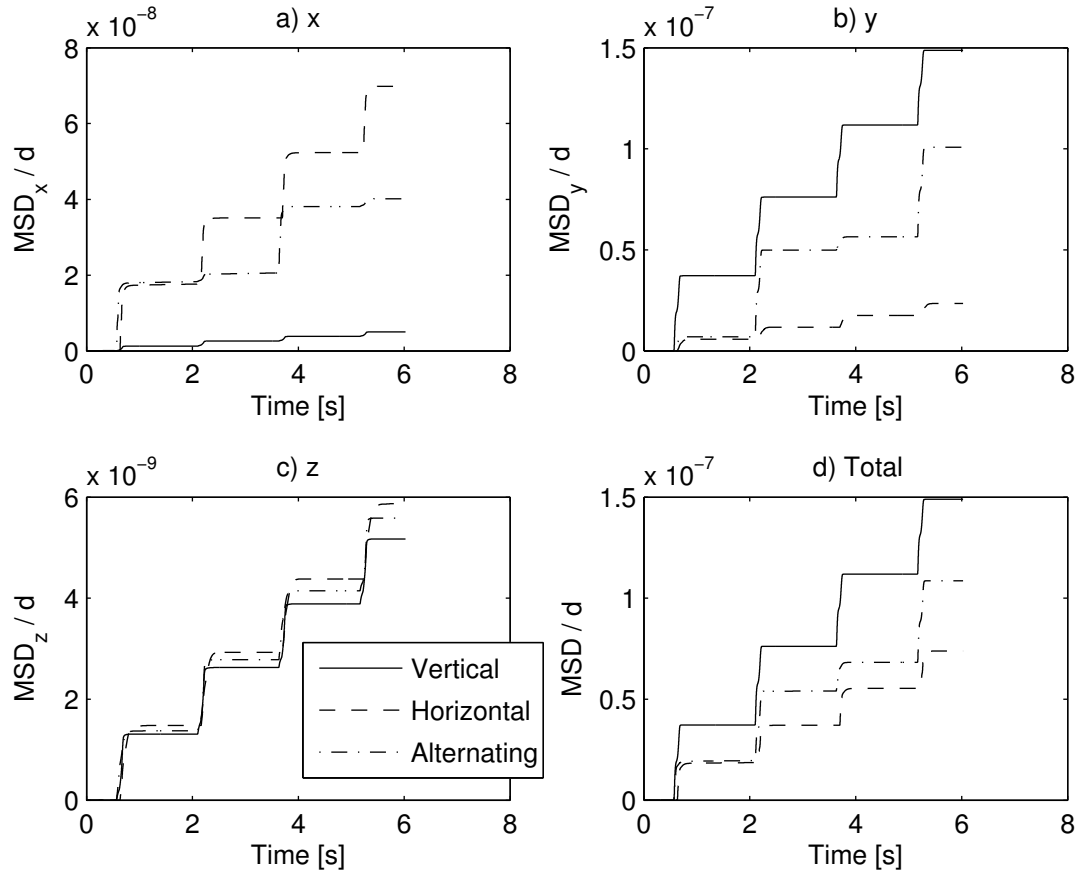 a) x
x 10⁻⁸
MSDₓ / d
8
6
4
2
0
0 2 4 6 8
Time [s]
b) y
x 10⁻⁷
MSD_y / d
1.5
1
0.5
0
0 2 4 6 8
Time [s]
c) z
x 10⁻⁹
MSD_z / d
6
4
2
0
0 2 4 6 8
Time [s]
Vertical
Horizontal
Alternating
d) Total
x 10⁻⁷
MSD / d
1.5
1
0.5
0
0 2 4 6 8
Time [s]